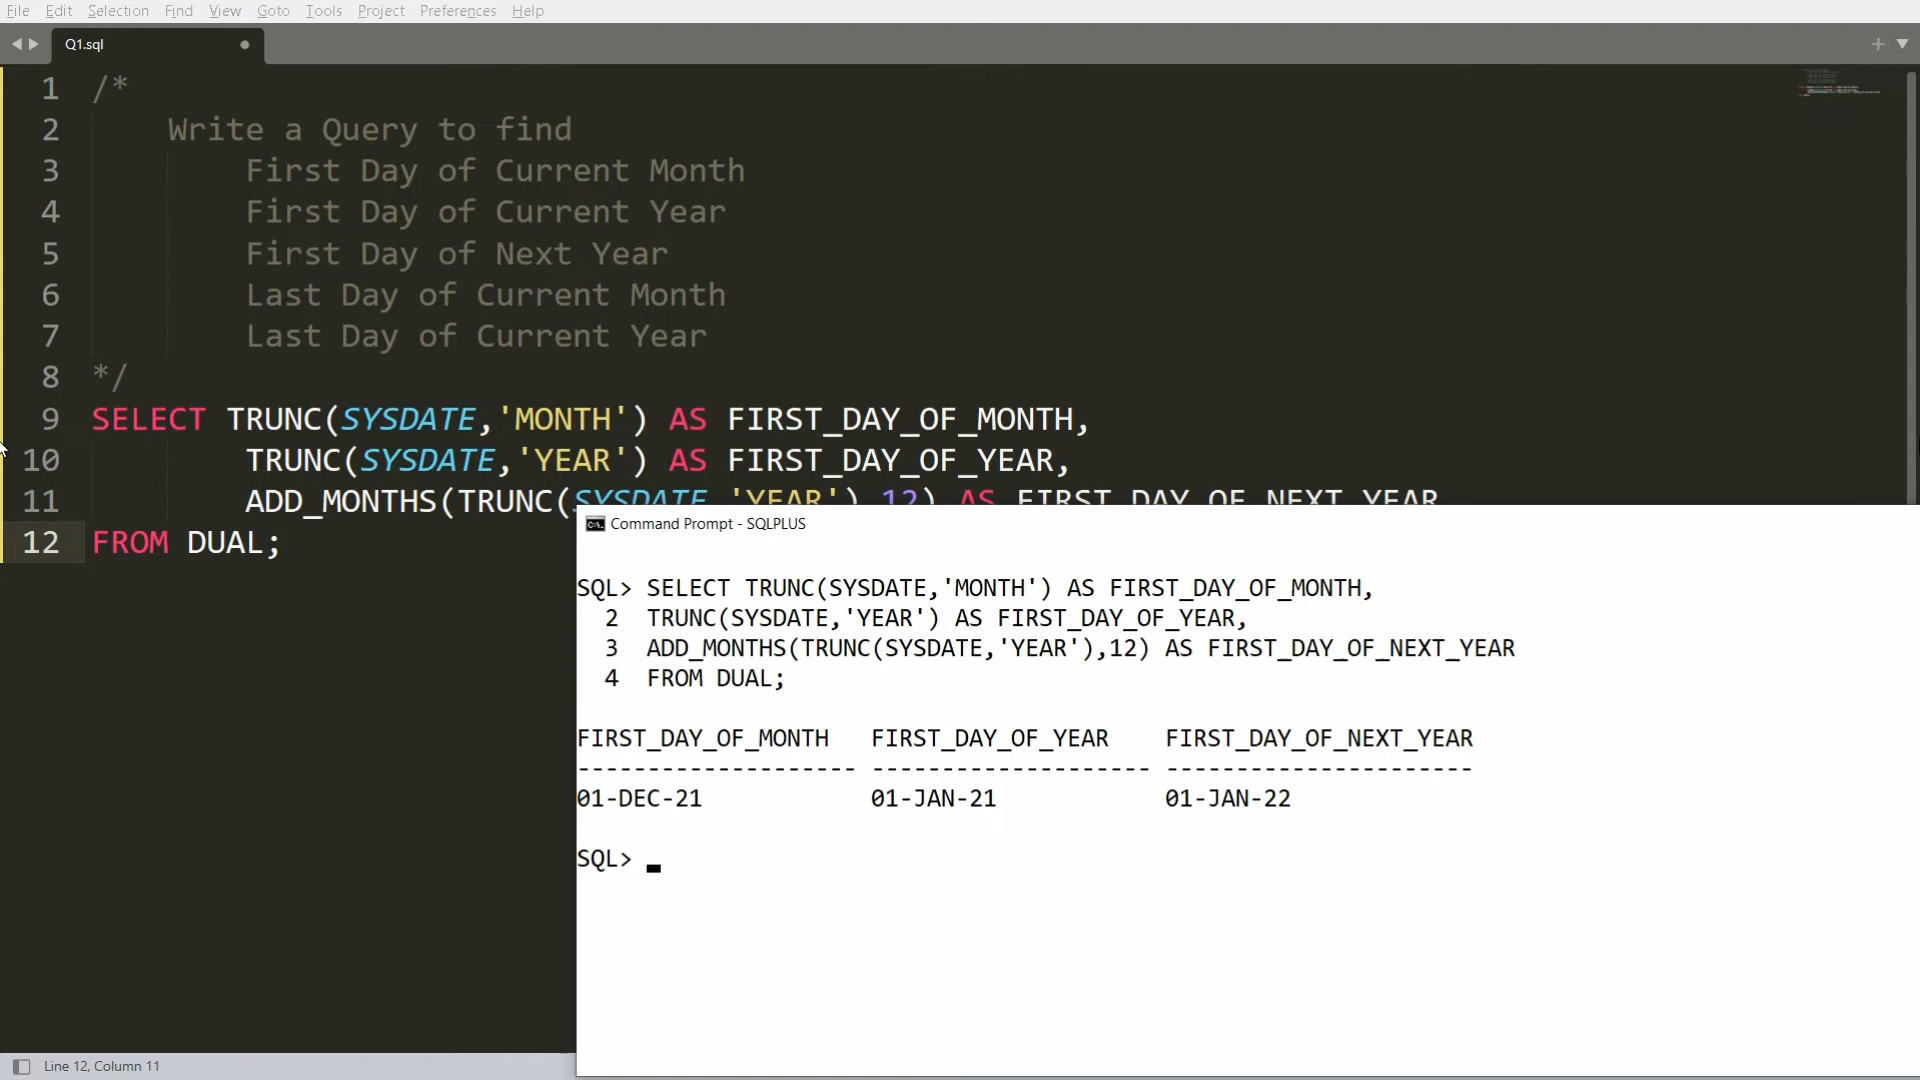 File Edit Selection Find View Goto Tools Project Preferences Help
Q1.sql
1 /*
2 Write a Query to find
3 First Day of Current Month
4 First Day of Current Year
5 First Day of Next Year
6 Last Day of Current Month
7 Last Day of Current Year
8 */
9 SELECT TRUNC(SYSDATE,'MONTH') AS FIRST_DAY_OF_MONTH,
10 TRUNC(SYSDATE,'YEAR') AS FIRST_DAY_OF_YEAR,
11 ADD_MONTHS(TRUNC(SYSDATE,'YEAR'),12) AS FIRST_DAY_OF_NEXT_YEAR
12 FROM DUAL;
Command Prompt - SQLPLUS
SQL> SELECT TRUNC(SYSDATE,'MONTH') AS FIRST_DAY_OF_MONTH,
2 TRUNC(SYSDATE,'YEAR') AS FIRST_DAY_OF_YEAR,
3 ADD_MONTHS(TRUNC(SYSDATE,'YEAR'),12) AS FIRST_DAY_OF_NEXT_YEAR
4 FROM DUAL;
FIRST_DAY_OF_MONTH FIRST_DAY_OF_YEAR FIRST_DAY_OF_NEXT_YEAR
-------------------- -------------------- ----------------------
01-DEC-21 01-JAN-21 01-JAN-22
SQL>
Line 12, Column 11